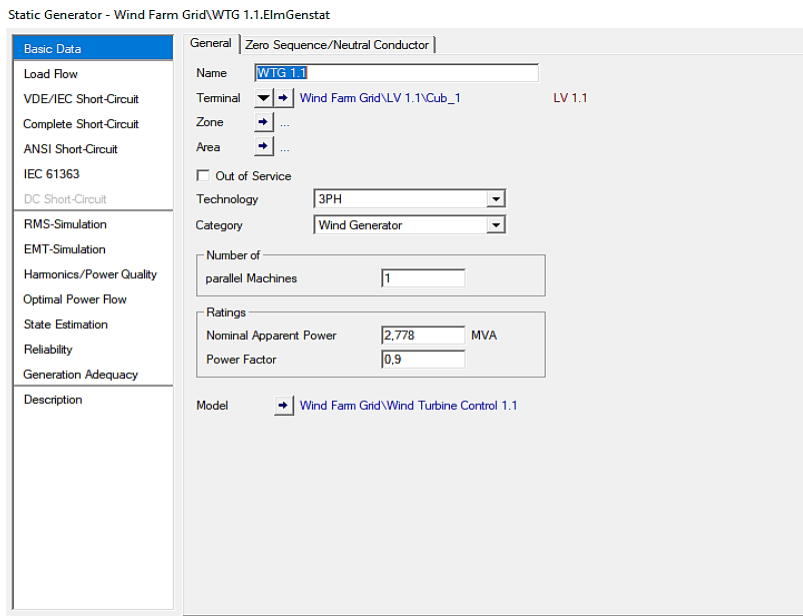 Static Generator - Wind Farm Grid\WTG 1.1.ElmGenstat
Basic Data
Load Flow
VDE/IEC Short-Circuit
Complete Short-Circuit
ANSI Short-Circuit
IEC 61363
DC Short-Circuit
RMS-Simulation
EMT-Simulation
Harmonics/Power Quality
Optimal Power Flow
State Estimation
Reliability
Generation Adequacy
Description
General Zero Sequence/Neutral Conductor
Name WTG 1.1
Terminal Wind Farm Grid\LV 1.1\Cub_1 LV 1.1
Zone ...
Area ...
Out of Service
Technology 3PH
Category Wind Generator
Number of
parallel Machines 1
Ratings
Nominal Apparent Power 2,778 MVA
Power Factor 0,9
Model Wind Farm Grid\Wind Turbine Control 1.1